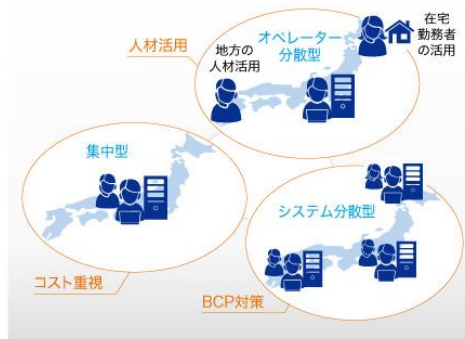 人材活用
オペレーター
分散型
地方の
人材活用
在宅
勤務者
の活用
集中型
コスト重視
システム分散型
BCP対策